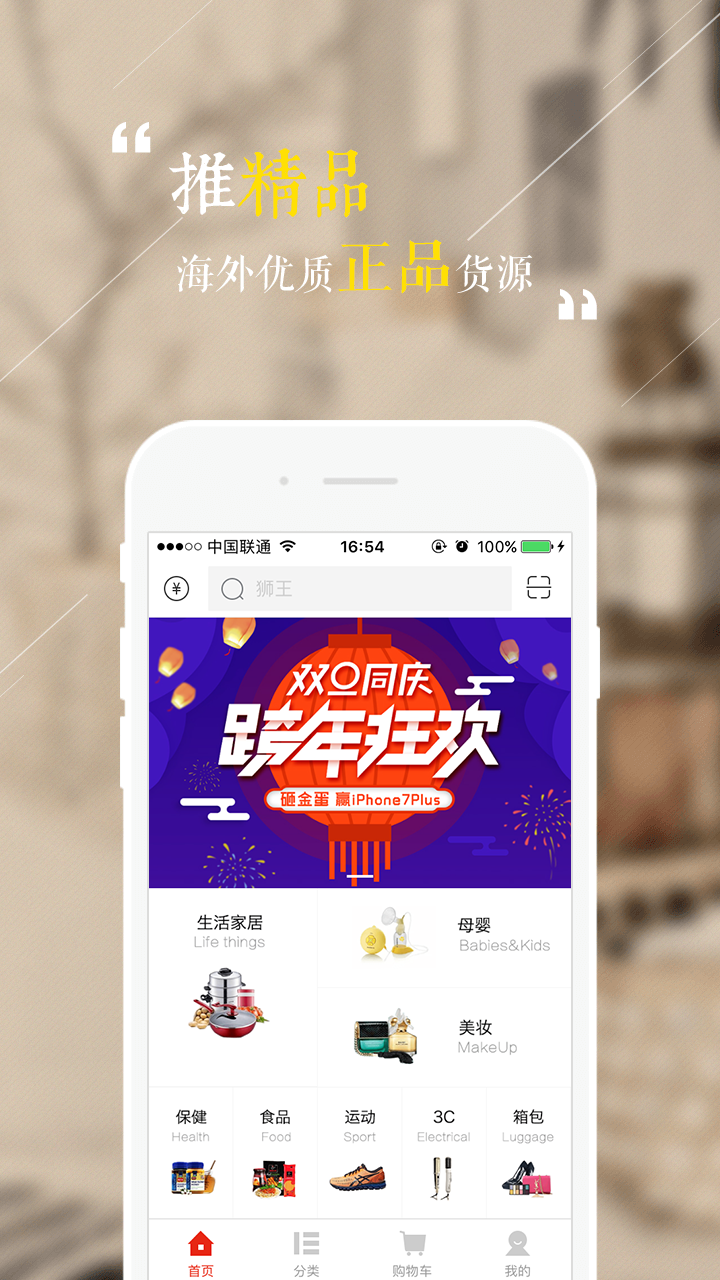 推精品
海外优质正品货源
中国联通 16:54 100%
¥ 狮王
双旦同庆
跨年狂欢
砸金蛋 赢iPhone7Plus
生活家居
Life things
母婴
Babies&Kids
美妆
MakeUp
保健 食品 运动 3C 箱包
Health Food Sport Electrical Luggage
首页 分类 购物车 我的